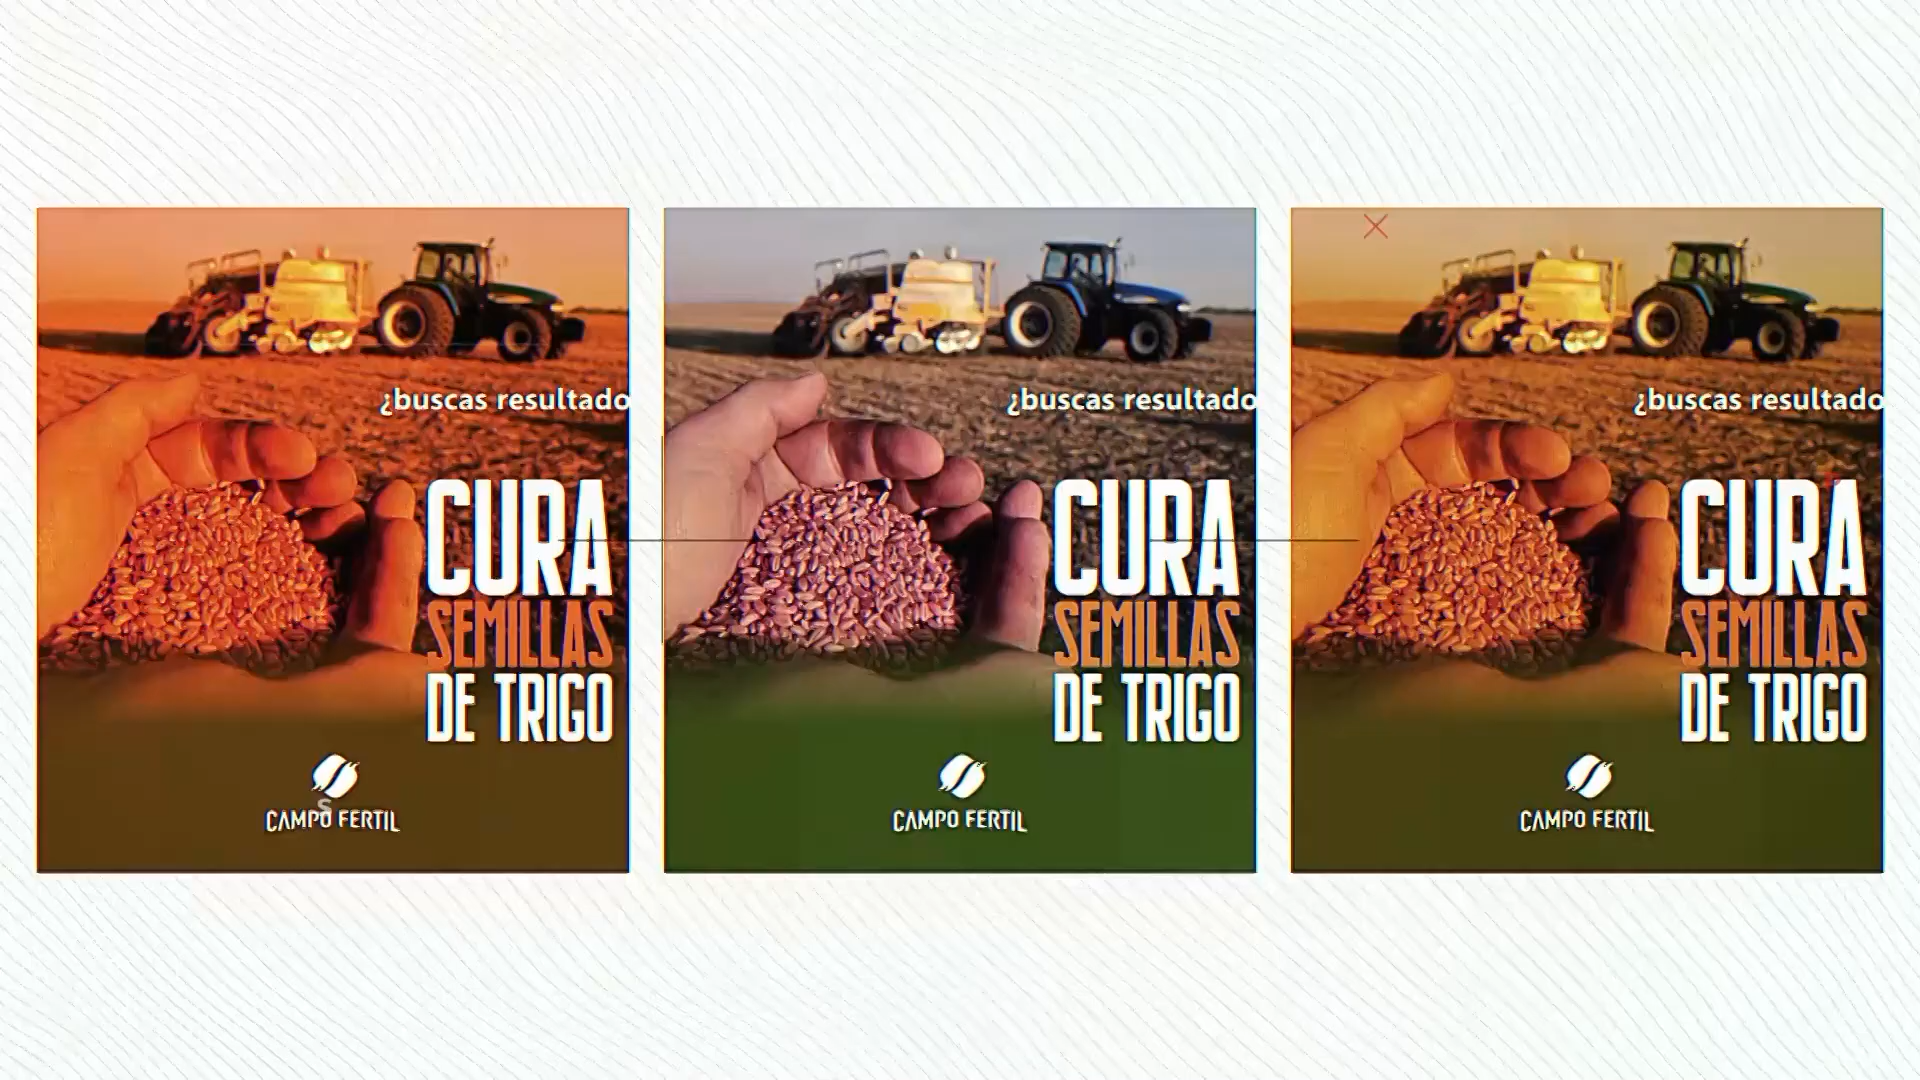 ¿buscas resultado
CURA
SEMILLAS
DE TRIGO
S
CAMPO FERTIL
¿buscas resultado
CURA
SEMILLAS
DE TRIGO
CAMPO FERTIL
¿buscas resultado
CURA
SEMILLAS
DE TRIGO
CAMPO FERTIL